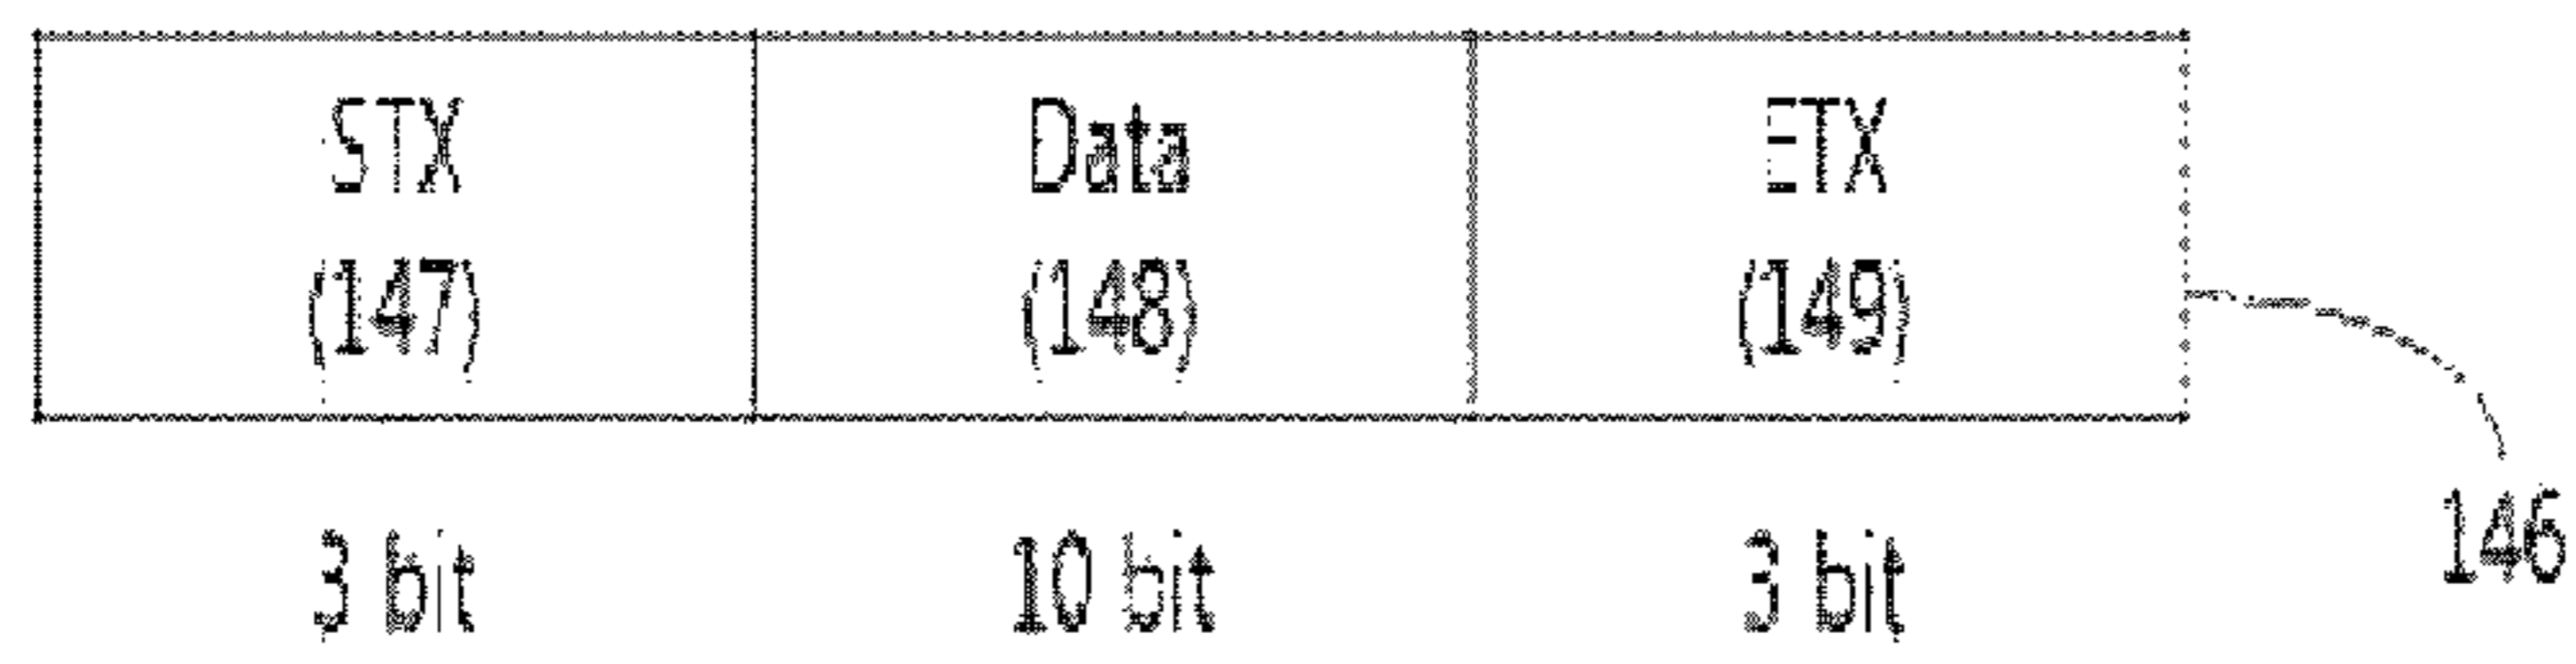 STX Data ETX
(147) (148) (149)
3 bit 10 bit 3 bit
146